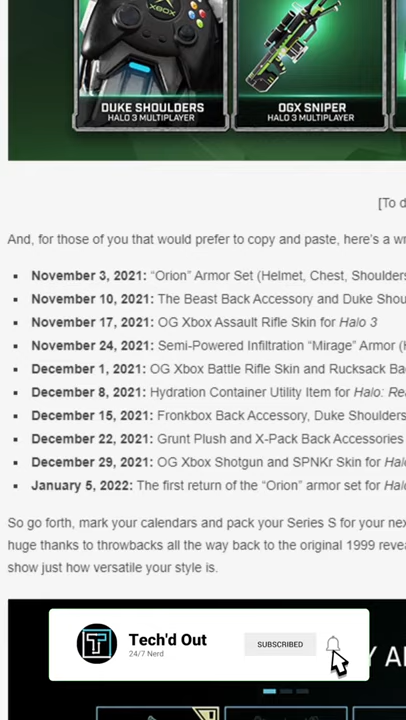 XBOX
DUKE SHOULDERS
HALO 3 MULTIPLAYER
OGX SNIPER
HALO 3 MULTIPLAYER
[To d
And, for those of you that would prefer to copy and paste, here's a wr
November 3, 2021: "Orion" Armor Set (Helmet, Chest, Shoulders
November 10, 2021: The Beast Back Accessory and Duke Shou
November 17, 2021: OG Xbox Assault Rifle Skin for Halo 3
November 24, 2021: Semi-Powered Infiltration "Mirage" Armor (H
December 1, 2021: OG Xbox Battle Rifle Skin and Rucksack Ba
December 8, 2021: Hydration Container Utility Item for Halo: Rea
December 15, 2021: Fronkbox Back Accessory, Duke Shoulders
December 22, 2021: Grunt Plush and X-Pack Back Accessories
December 29, 2021: OG Xbox Shotgun and SPNKr Skin for Halo
January 5, 2022: The first return of the "Orion" armor set for Halo
So go forth, mark your calendars and pack your Series S for your nex
huge thanks to throwbacks all the way back to the original 1999 revea
show just how versatile your style is.
Tech'd Out
24/7 Nerd
SUBSCRIBED
Y A